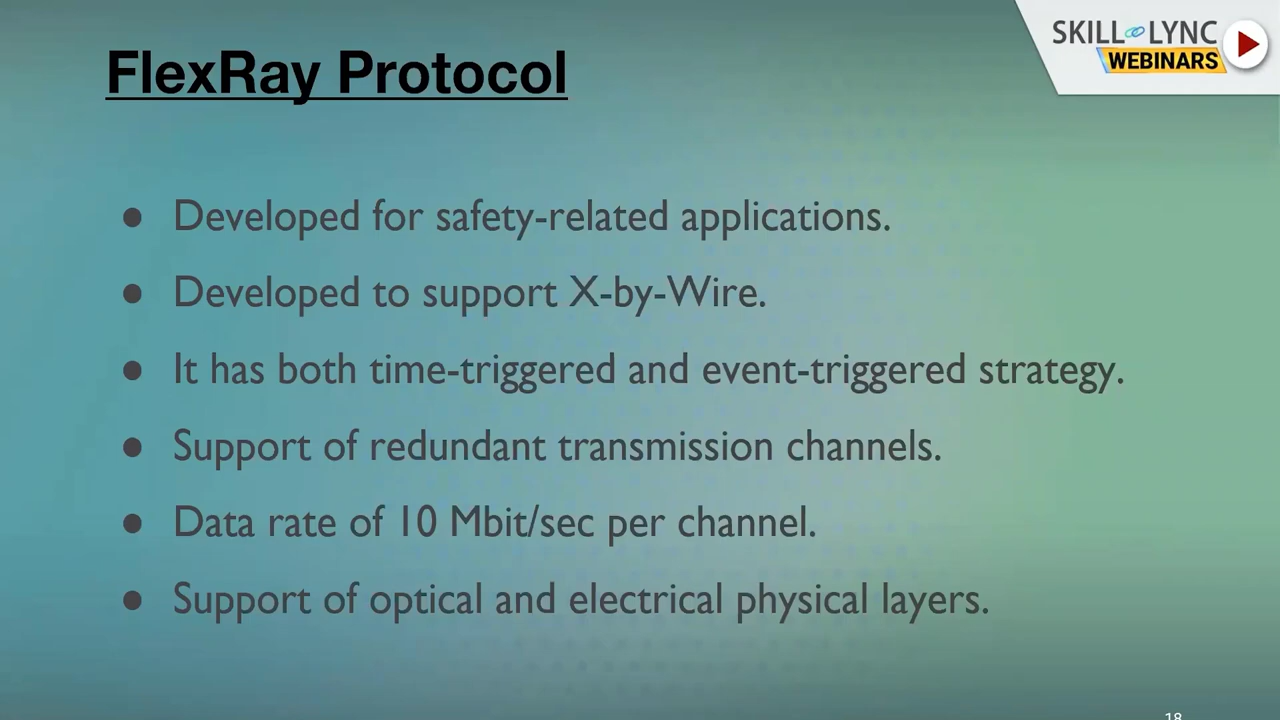 SKILL LYNC
WEBINARS
FlexRay Protocol
● Developed for safety-related applications.
● Developed to support X-by-Wire.
● It has both time-triggered and event-triggered strategy.
● Support of redundant transmission channels.
● Data rate of 10 Mbit/sec per channel.
● Support of optical and electrical physical layers.
18